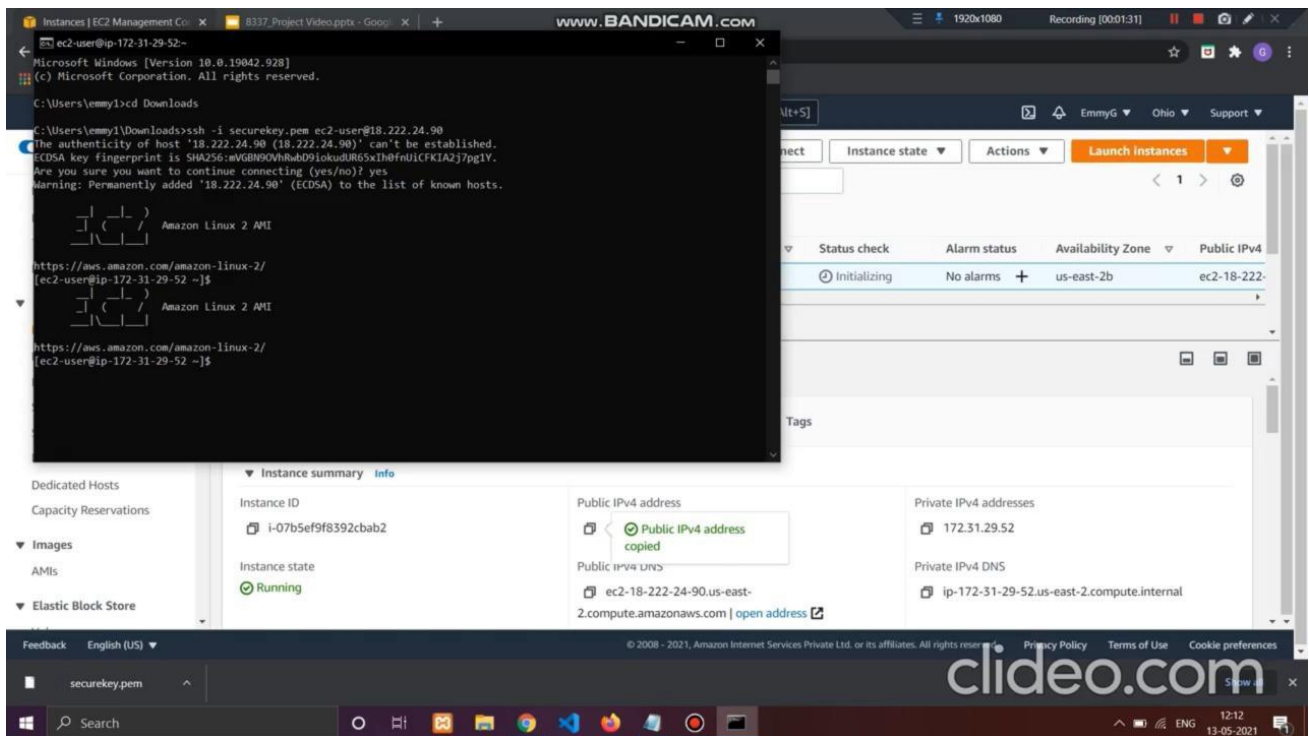 Instances | EC2 Management Co
8337_Project Video.pptx - Googl
www.BANDICAM.com
1920x1080
Recording [00:01:31]
ec2-user@ip-172-31-29-52:~
Microsoft Windows [Version 10.0.19042.928]
(c) Microsoft Corporation. All rights reserved.
C:\Users\emmy1>cd Downloads
C:\Users\emmy1\Downloads>ssh -i securekey.pem ec2-user@18.222.24.90
The authenticity of host '18.222.24.90 (18.222.24.90)' can't be established.
ECDSA key fingerprint is
Are you sure you want to continue connecting (yes/no)? yes
Warning: Permanently added '18.222.24.90' (ECDSA) to the list of known hosts.
__| __|_ )
_| ( / Amazon Linux 2 AMI
___|\___|___|
https://aws.amazon.com/amazon-linux-2/
[ec2-user@ip-172-31-29-52 ~]$
__| __|_ )
_| ( / Amazon Linux 2 AMI
___|\___|___|
https://aws.amazon.com/amazon-linux-2/
[ec2-user@ip-172-31-29-52 ~]$
G
Alt+S]
EmmyG
Ohio
Support
nect
Instance state
Actions
Launch instances
1
Status check
Alarm status
Availability Zone
Public IPv4
Initializing
No alarms +
us-east-2b
ec2-18-222-
Tags
Dedicated Hosts
Capacity Reservations
Images
AMIs
Elastic Block Store
Instance summary Info
Instance ID
i-07b5ef9f8392cbab2
Public IPv4 address
Public IPv4 address
copied
Private IPv4 addresses
172.31.29.52
Instance state
Running
Public IPv4 DNS
ec2-18-222-24-90.us-east-
2.compute.amazonaws.com | open address
Private IPv4 DNS
ip-172-31-29-52.us-east-2.compute.internal
Feedback
English (US)
© 2008 - 2021, Amazon Internet Services Private Ltd. or its affiliates. All rights reserved.
Privacy Policy
Terms of Use
Cookie preferences
clideo.com
securekey.pem
Show all
Search
ENG
12:12
13-05-2021